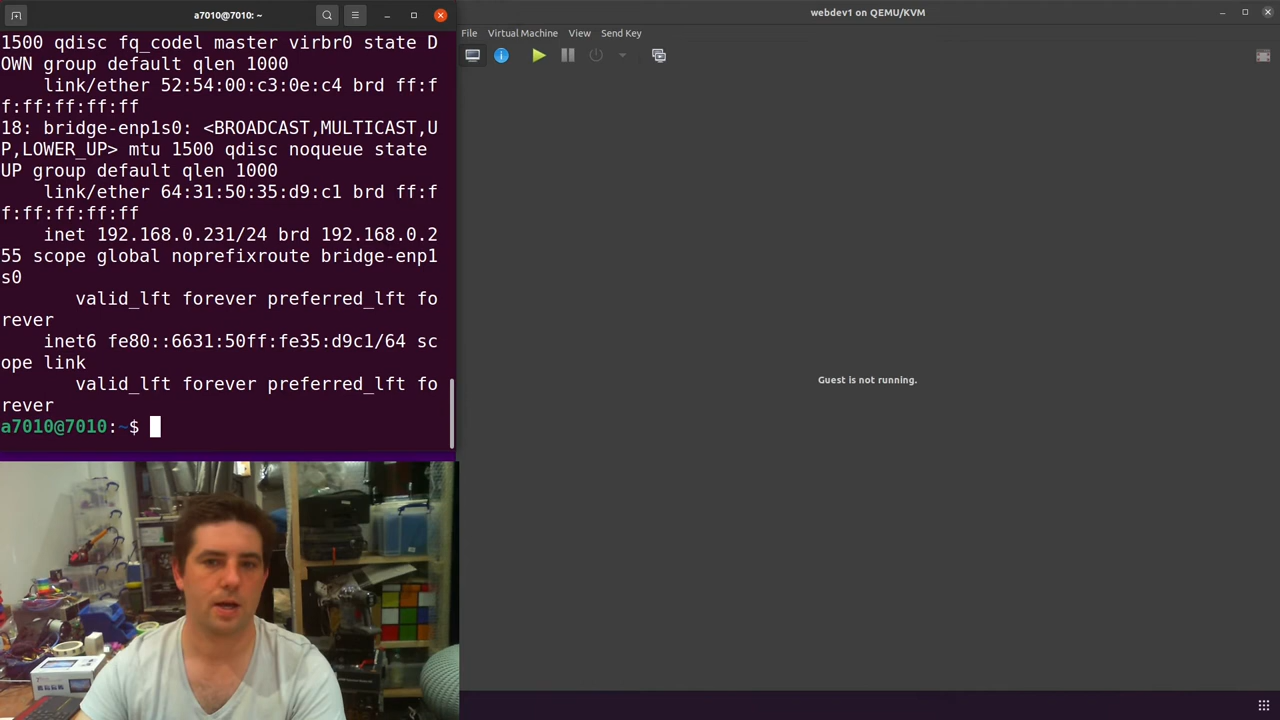 a7010@7010: ~
1500 qdisc fq_codel master virbr0 state D
OWN group default qlen 1000
    link/ether 52:54:00:c3:0e:c4 brd ff:f
f:ff:ff:ff:ff
18: bridge-enp1s0: <BROADCAST,MULTICAST,U
P,LOWER_UP> mtu 1500 qdisc noqueue state
UP group default qlen 1000
    link/ether 64:31:50:35:d9:c1 brd ff:f
f:ff:ff:ff:ff
    inet 192.168.0.231/24 brd 192.168.0.2
55 scope global noprefixroute bridge-enp1
s0
       valid_lft forever preferred_lft fo
rever
    inet6 fe80::6631:50ff:fe35:d9c1/64 sc
ope link
       valid_lft forever preferred_lft fo
rever
a7010@7010:~$
webdev1 on QEMU/KVM
File Virtual Machine View Send Key
Guest is not running.